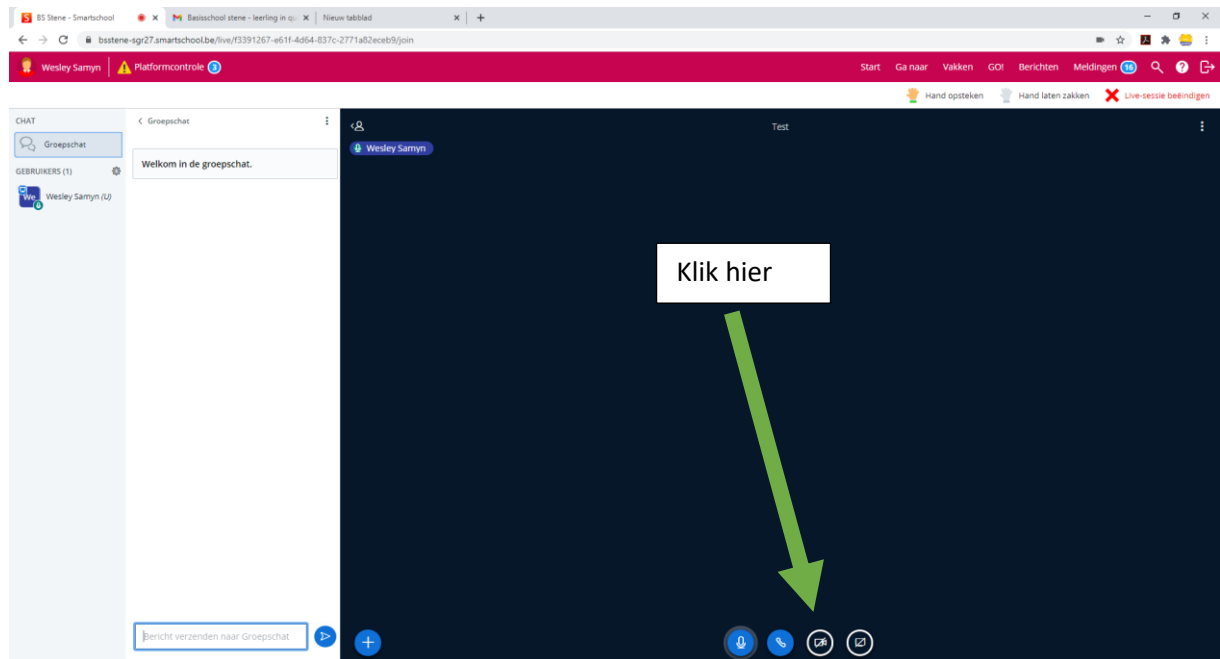 BS Stene - Smartschool
Basisschool stene - leerling in q
Nieuw tabblad
bsstene-sgr27.smartschool.be/live/f3391267-e61f-4d64-837c-2771a82eceb9/join
Wesley Samyn
Platformcontrole 3
Start Ga naar Vakken GO! Berichten Meldingen 16
Hand opsteken Hand laten zakken Live-sessie beëindigen
CHAT
Groepschat
GEBRUIKERS (1)
We Wesley Samyn (U)
Groepschat
Welkom in de groepschat.
Bericht verzenden naar Groepschat
Test
Wesley Samyn
Klik hier